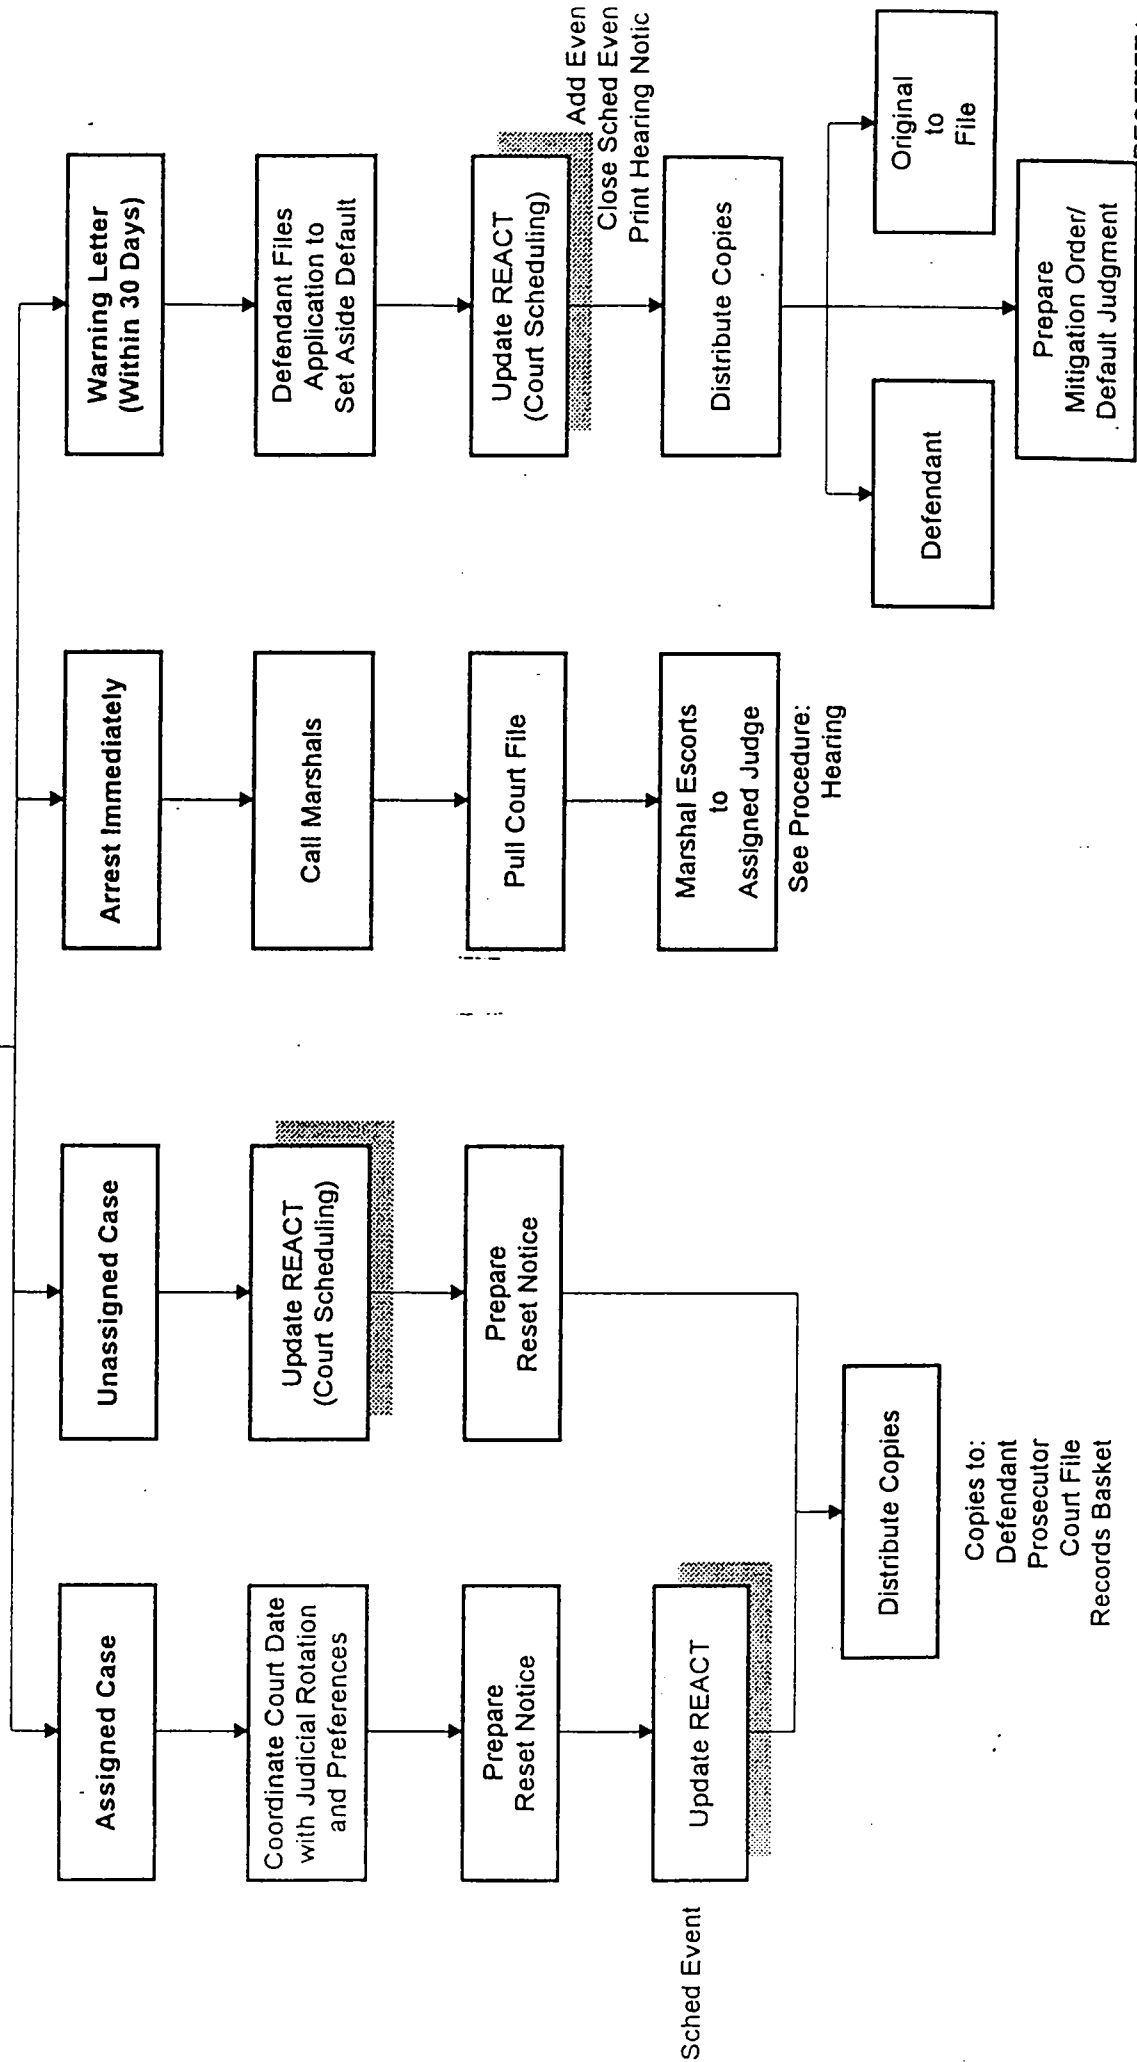 Assigned Case
Coordinate Court Date
with Judicial Rotation
and Preferences
Prepare
Reset Notice
Sched Event
Update REACT
Unassigned Case
Update REACT
(Court Scheduling)
Prepare
Reset Notice
Distribute Copies
Copies to:
Defendant
Prosecutor
Court File
Records Basket
Arrest Immediately
Call Marshals
Pull Court File
Marshal Escorts
to
Assigned Judge
See Procedure:
Hearing
Warning Letter
(Within 30 Days)
Defendant Files
Application to
Set Aside Default
Update REACT
(Court Scheduling)
Add Even
Close Sched Even
Print Hearing Notic
Distribute Copies
Defendant
Original
to
File
Prepare
Mitigation Order/
Default Judgment